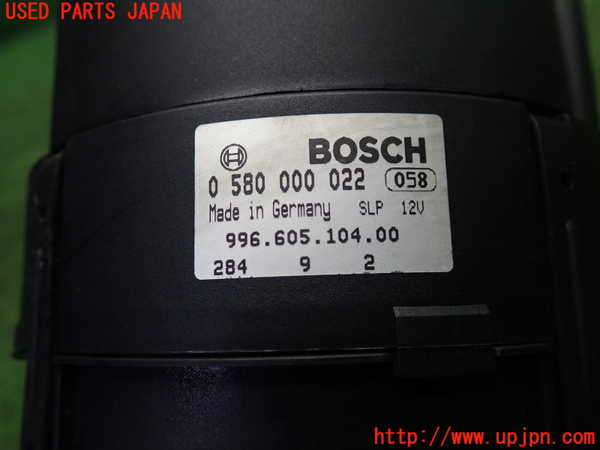 USED PARTS JAPAN
BOSCH
0 580 000 022 058
Made in Germany SLP 12V
996.605.104.00
284 9 2
www.upjpn.com